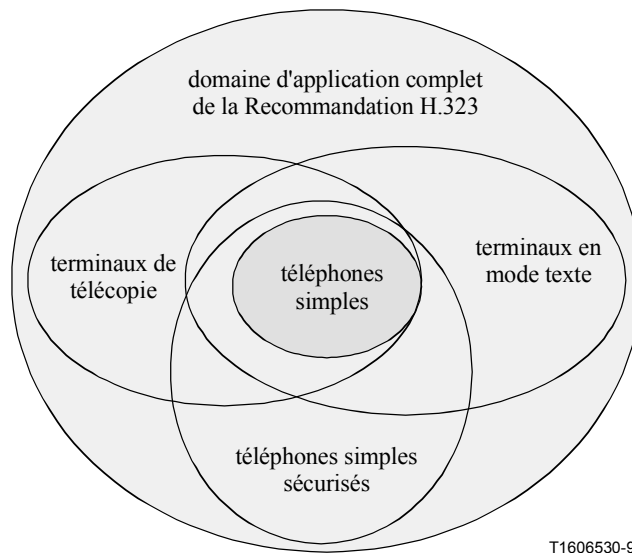 domaine d'application complet
de la Recommandation H.323
terminaux de
télécopie
téléphones
simples
terminaux en
mode texte
téléphones simples
sécurisés
T1606530-9